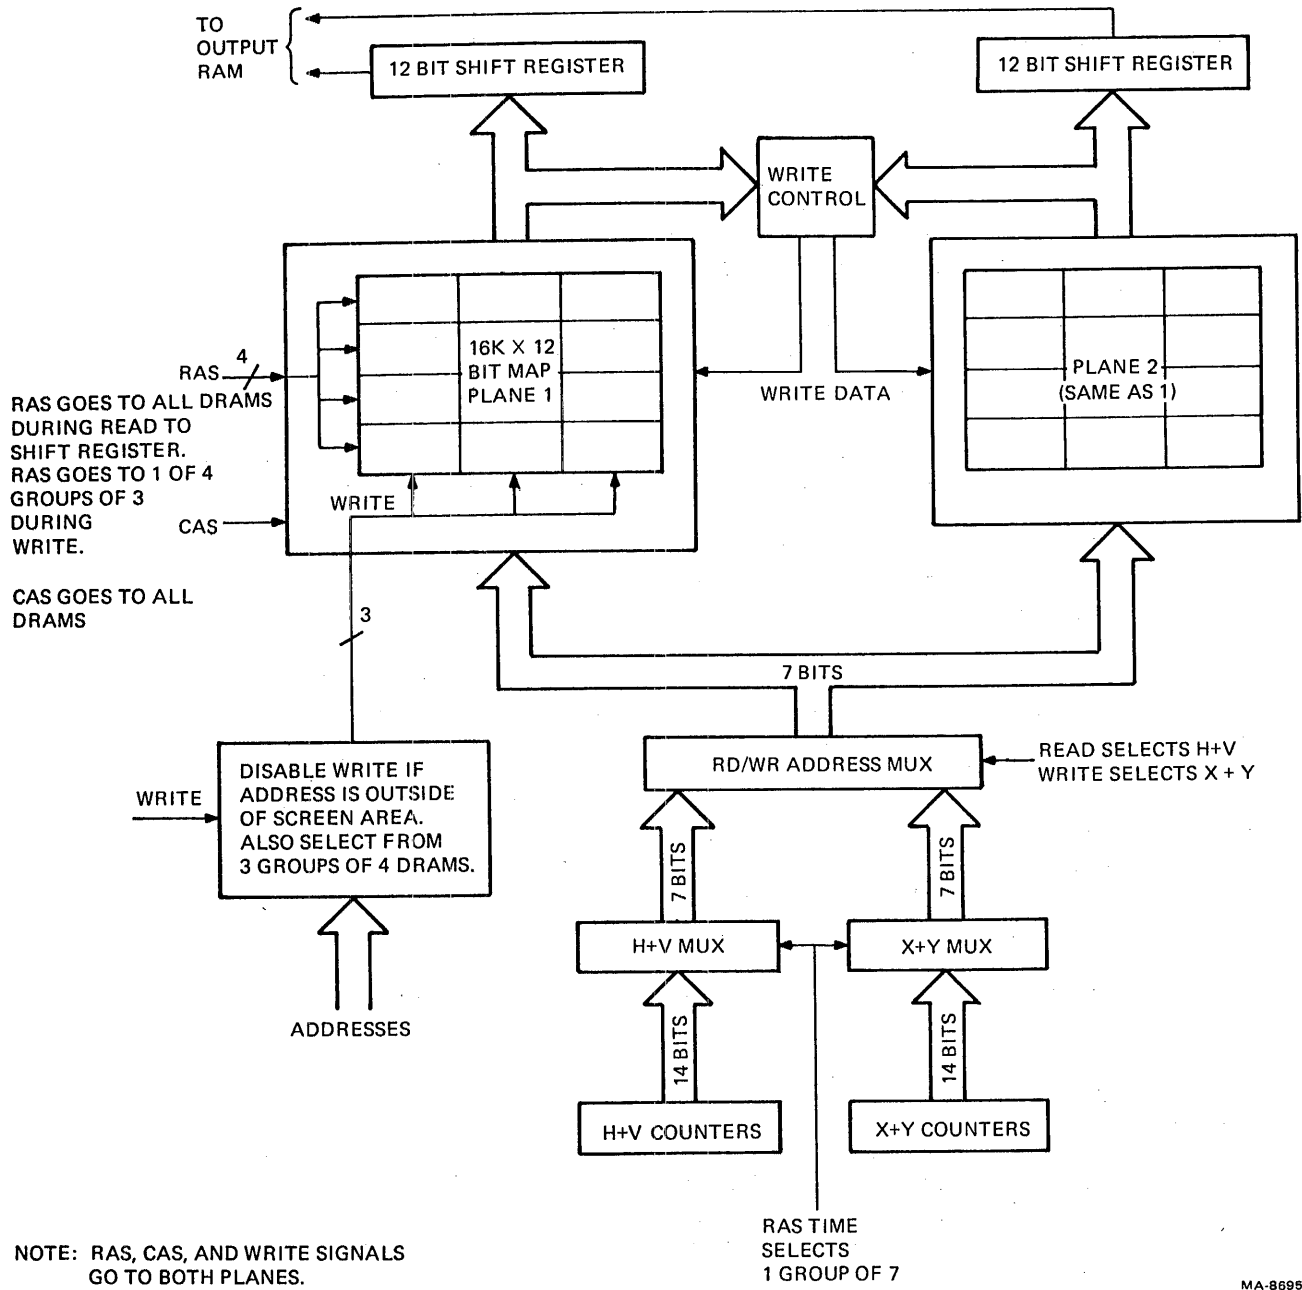 TO
OUTPUT
RAM
12 BIT SHIFT REGISTER
12 BIT SHIFT REGISTER
WRITE
CONTROL
16K X 12
BIT MAP
PLANE 1
PLANE 2
(SAME AS 1)
WRITE DATA
4
RAS
RAS GOES TO ALL DRAMS
DURING READ TO
SHIFT REGISTER.
RAS GOES TO 1 OF 4
GROUPS OF 3
DURING
WRITE.
CAS
WRITE
CAS GOES TO ALL
DRAMS
3
7 BITS
RD/WR ADDRESS MUX
READ SELECTS H+V
WRITE SELECTS X + Y
WRITE
DISABLE WRITE IF
ADDRESS IS OUTSIDE
OF SCREEN AREA.
ALSO SELECT FROM
3 GROUPS OF 4 DRAMS.
ADDRESSES
7 BITS
7 BITS
H+V MUX
X+Y MUX
14 BITS
14 BITS
H+V COUNTERS
X+Y COUNTERS
RAS TIME
SELECTS
1 GROUP OF 7
NOTE: RAS, CAS, AND WRITE SIGNALS
GO TO BOTH PLANES.
MA-8695